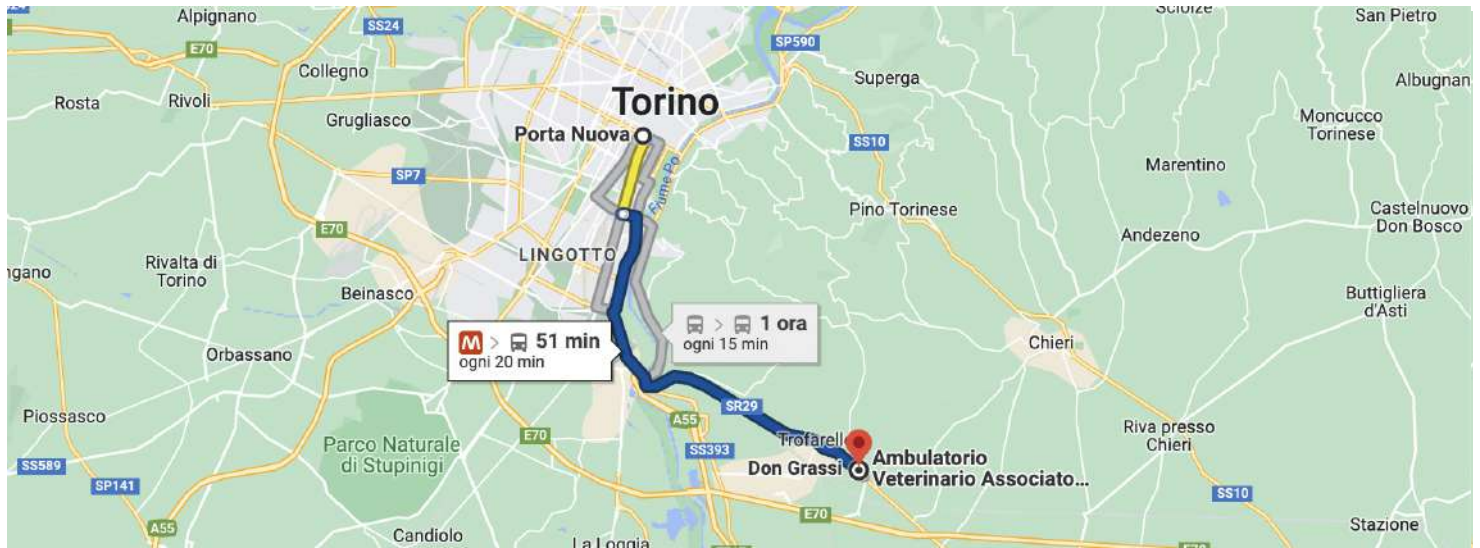 Alpignano
SS24
Sciolze
San Pietro
E70
SP590
Collegno
Superga
Albugnan
Rosta
Rivoli
Torino
Grugliasco
Moncucco
Torinese
Porta Nuova
SS10
SP7
Marentino
Fiume Po
Pino Torinese
Castelnuovo
Don Bosco
E70
Andezeno
LINGOTTO
ngano
Rivalta di
Torino
Beinasco
Buttigliera
d'Asti
M > 51 min
ogni 20 min
> 1 ora
ogni 15 min
Chieri
Orbassano
SR29
Piossasco
A55
Riva presso
Chieri
Parco Naturale
di Stupinigi
E70
SS393
Trofarello
Don Grassi
Ambulatorio
Veterinario Associato...
SS589
SP141
SS10
E70
A55
Candiolo
Stazione
La Loggia
E70